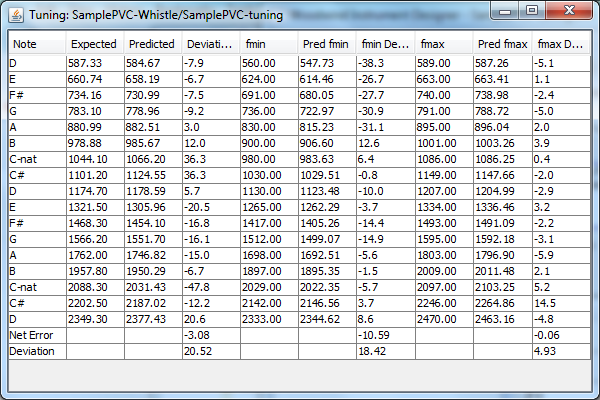 Tuning: SamplePVC-Whistle/SamplePVC-tuning
Note Expected Predicted Deviati... fmin Pred fmin fmin De... fmax Pred fmax fmax D...
D 587.33 584.67 -7.9 560.00 547.73 -38.3 589.00 587.26 -5.1
E 660.74 658.19 -6.7 624.00 614.46 -26.7 663.00 663.41 1.1
F# 734.16 730.99 -7.5 691.00 680.05 -27.7 740.00 738.98 -2.4
G 783.10 778.96 -9.2 736.00 722.97 -30.9 791.00 788.72 -5.0
A 880.99 882.51 3.0 830.00 815.23 -31.1 895.00 896.04 2.0
B 978.88 985.67 12.0 900.00 906.60 12.6 1001.00 1003.26 3.9
C-nat 1044.10 1066.20 36.3 980.00 983.63 6.4 1086.00 1086.25 0.4
C# 1101.20 1124.55 36.3 1030.00 1029.51 -0.8 1149.00 1147.66 -2.0
D 1174.70 1178.59 5.7 1130.00 1123.48 -10.0 1207.00 1204.99 -2.9
E 1321.50 1305.96 -20.5 1265.00 1262.29 -3.7 1334.00 1336.46 3.2
F# 1468.30 1454.10 -16.8 1417.00 1405.26 -14.4 1493.00 1491.09 -2.2
G 1566.20 1551.70 -16.1 1512.00 1499.07 -14.9 1595.00 1592.18 -3.1
A 1762.00 1746.82 -15.0 1698.00 1692.51 -5.6 1803.00 1796.90 -5.9
B 1957.80 1950.29 -6.7 1897.00 1895.35 -1.5 2009.00 2011.48 2.1
C-nat 2088.30 2031.43 -47.8 2029.00 2022.35 -5.7 2097.00 2103.25 5.2
C# 2202.50 2187.02 -12.2 2142.00 2146.56 3.7 2246.00 2264.86 14.5
D 2349.30 2377.43 20.6 2333.00 2344.62 8.6 2470.00 2463.16 -4.8
Net Error -3.08 -10.59 -0.06
Deviation 20.52 18.42 4.93